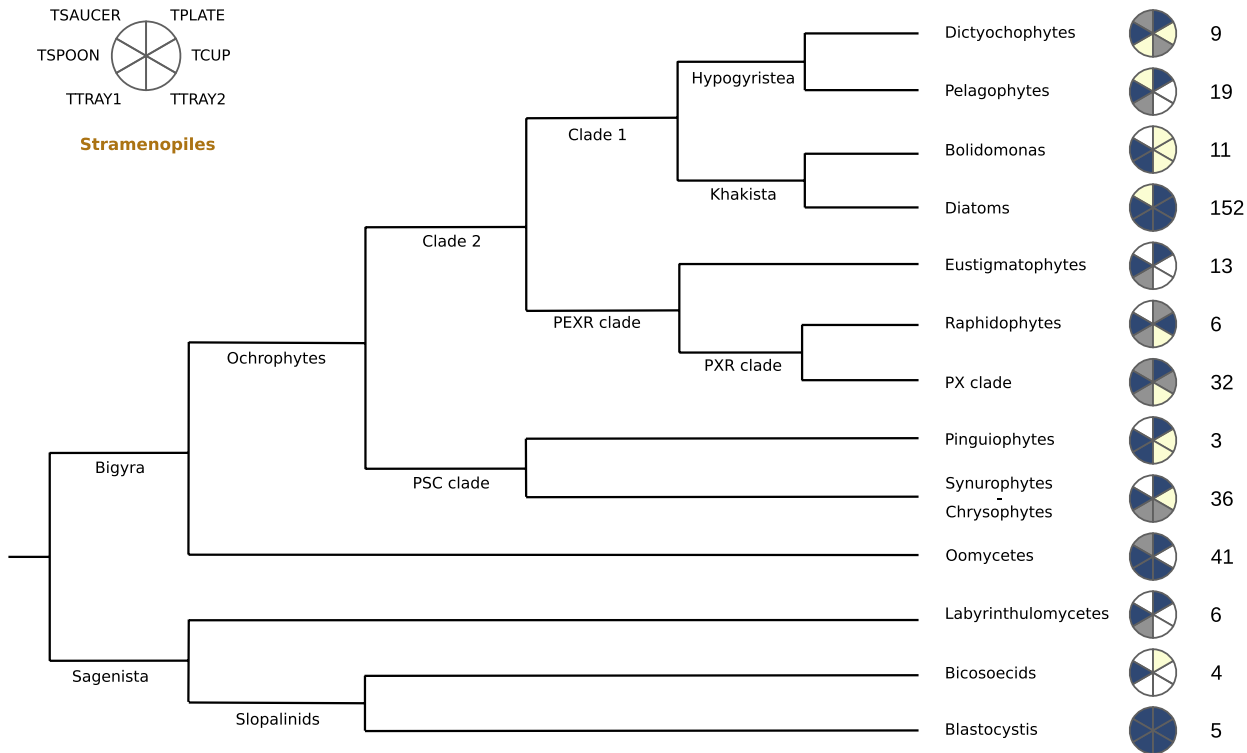 TSAUCER TPLATE
TSPOON TCUP
TTRAY1 TTRAY2
Stramenopiles
Dictyochophytes 9
Hypogyristea
Pelagophytes 19
Clade 1
Bolidomonas 11
Khakista
Diatoms 152
Clade 2
Eustigmatophytes 13
PEXR clade
Raphidophytes 6
Ochrophytes
PXR clade
PX clade 32
Pinguiophytes 3
Bigyra
PSC clade
Synurophytes
- 36
Chrysophytes
Oomycetes 41
Labyrinthulomycetes 6
Sagenista
Bicosoecids 4
Slopalinids
Blastocystis 5